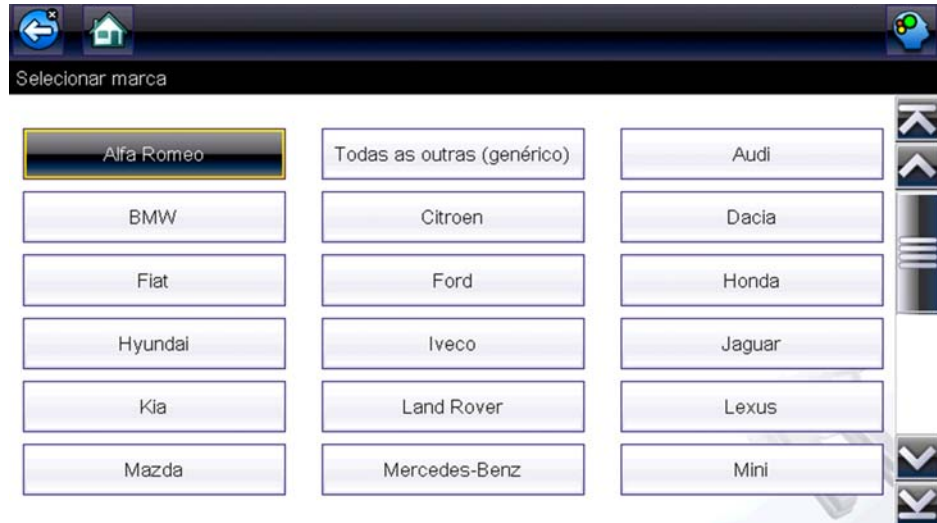 Selecionar marca
Alfa Romeo
Todas as outras (genérico)
Audi
BMW
Citroen
Dacia
Fiat
Ford
Honda
Hyundai
Iveco
Jaguar
Kia
Land Rover
Lexus
Mazda
Mercedes-Benz
Mini